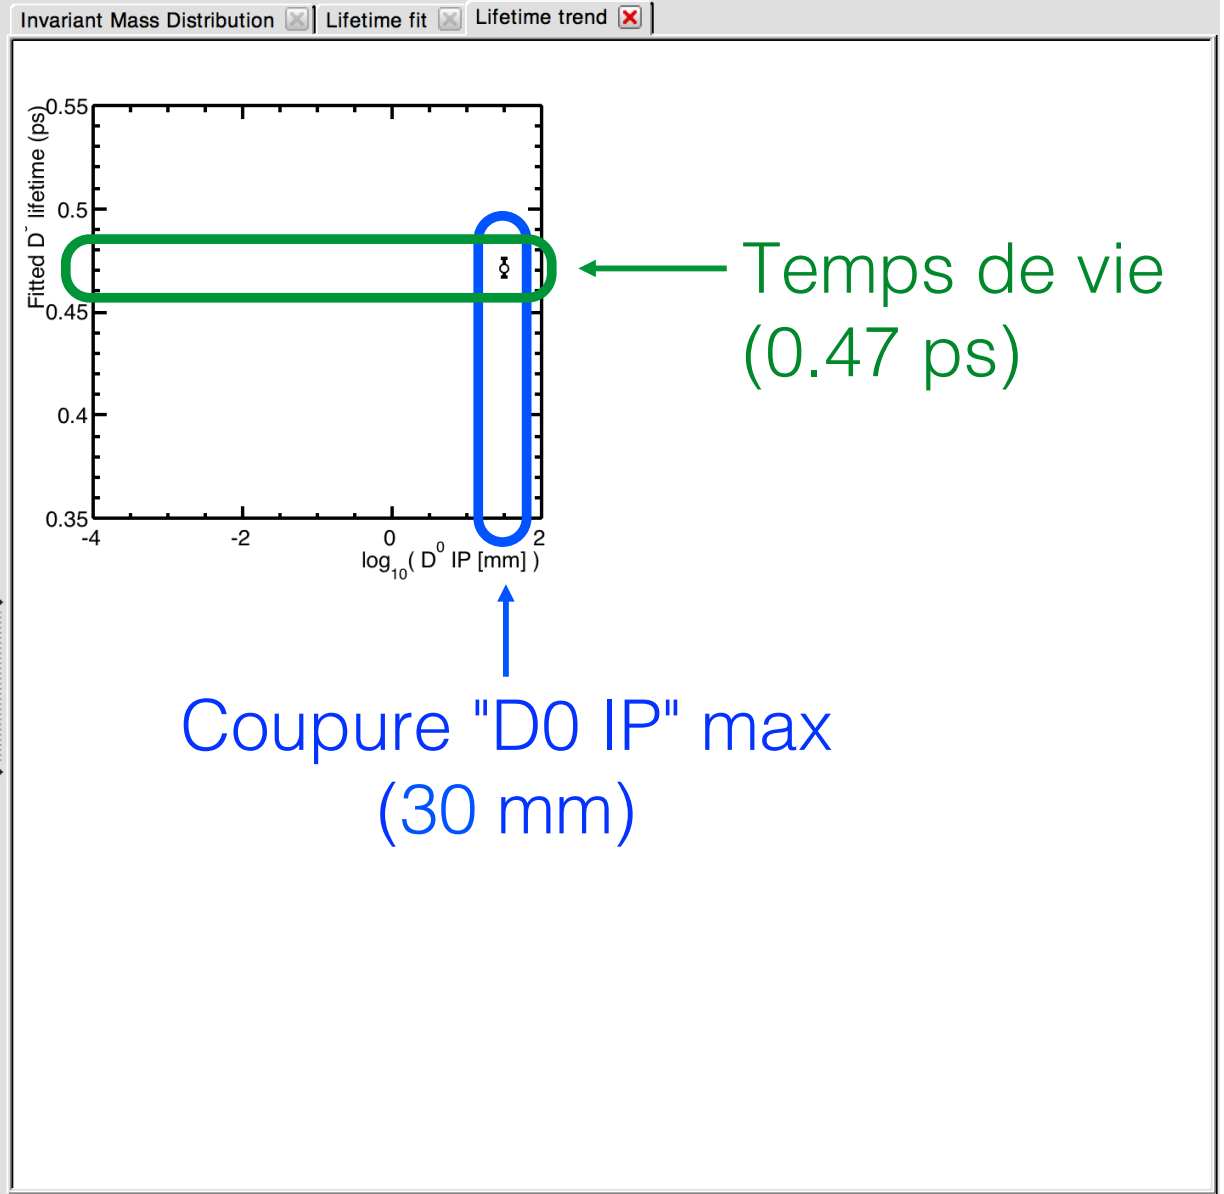 Invariant Mass Distribution
Lifetime fit
Lifetime trend
Fitted D lifetime (ps)
0.55
0.5
0.45
0.4
0.35
-4
-2
0
2
log10( D0 IP [mm] )
Temps de vie
(0.47 ps)
Coupure "D0 IP" max
(30 mm)